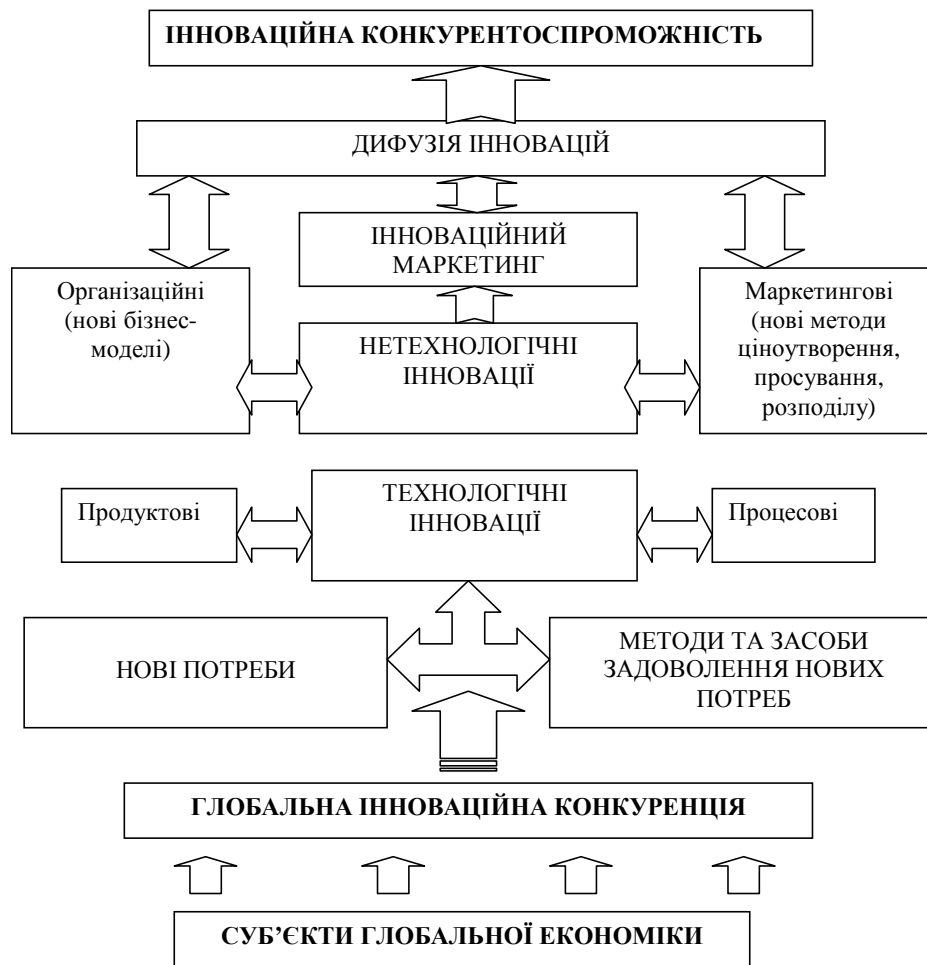 ІННОВАЦІЙНА КОНКУРЕНТОСПРОМОЖНІСТЬ
ДИФУЗІЯ ІННОВАЦІЙ
ІННОВАЦІЙНИЙ
МАРКЕТИНГ
Організаційні
(нові бізнес-
моделі)
НЕТЕХНОЛОГІЧНІ
ІННОВАЦІЇ
Маркетингові
(нові методи
ціноутворення,
просування,
розподілу)
Продуктові
ТЕХНОЛОГІЧНІ
ІННОВАЦІЇ
Процесові
НОВІ ПОТРЕБИ
МЕТОДИ ТА ЗАСОБИ
ЗАДОВОЛЕННЯ НОВИХ
ПОТРЕБ
ГЛОБАЛЬНА ІННОВАЦІЙНА КОНКУРЕНЦІЯ
СУБ’ЄКТИ ГЛОБАЛЬНОЇ ЕКОНОМІКИ